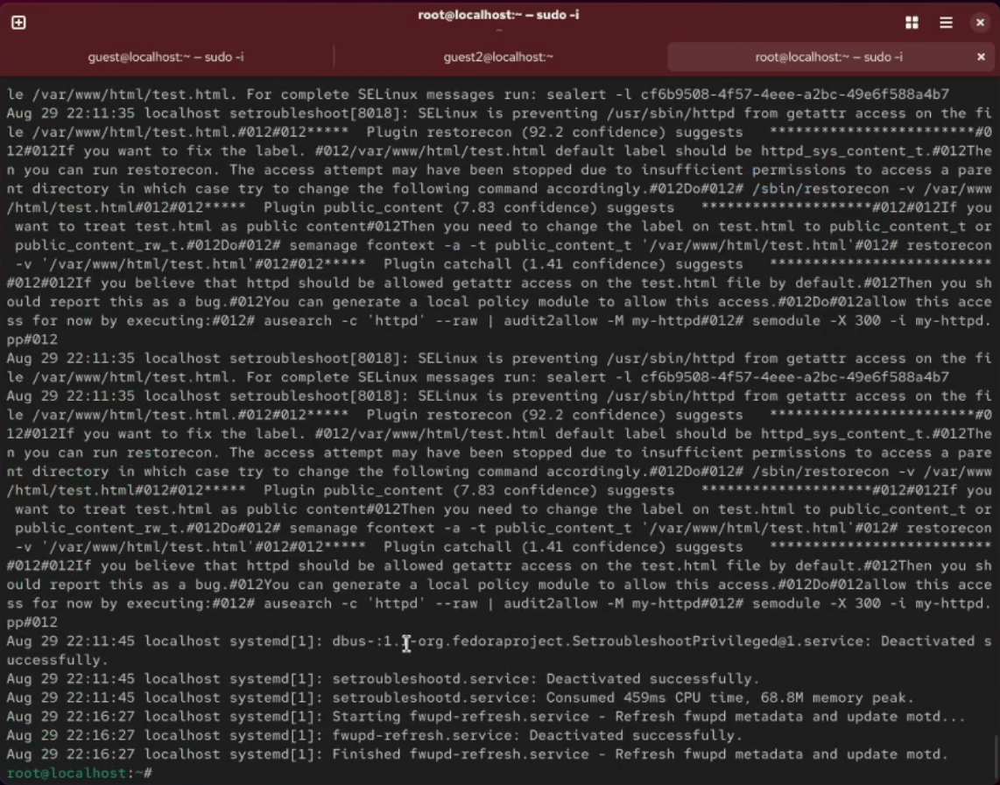 root@localhost:~ — sudo -i
~
guest@localhost:~ — sudo -i
guest2@localhost:~
root@localhost:~ — sudo -i
le /var/www/html/test.html. For complete SELinux messages run: sealert -l cf6b9508-4f57-4eee-a2bc-49e6f588a4b7
Aug 29 22:11:35 localhost setroubleshoot[8018]: SELinux is preventing /usr/sbin/httpd from getattr access on the fi
le /var/www/html/test.html.#012#012*****  Plugin restorecon (92.2 confidence) suggests   ************************#0
12#012If you want to fix the label. #012/var/www/html/test.html default label should be httpd_sys_content_t.#012The
n you can run restorecon. The access attempt may have been stopped due to insufficient permissions to access a pare
nt directory in which case try to change the following command accordingly.#012Do#012# /sbin/restorecon -v /var/www
/html/test.html#012#012*****  Plugin public_content (7.83 confidence) suggests   ********************#012#012If you
 want to treat test.html as public content#012Then you need to change the label on test.html to public_content_t or
 public_content_rw_t.#012Do#012# semanage fcontext -a -t public_content_t '/var/www/html/test.html'#012# restorecon
 -v '/var/www/html/test.html'#012#012*****  Plugin catchall (1.41 confidence) suggests   **************************
#012#012If you believe that httpd should be allowed getattr access on the test.html file by default.#012Then you sh
ould report this as a bug.#012You can generate a local policy module to allow this access.#012Do#012allow this acce
ss for now by executing:#012# ausearch -c 'httpd' --raw | audit2allow -M my-httpd#012# semodule -X 300 -i my-httpd.
pp#012
Aug 29 22:11:35 localhost setroubleshoot[8018]: SELinux is preventing /usr/sbin/httpd from getattr access on the fi
le /var/www/html/test.html. For complete SELinux messages run: sealert -l cf6b9508-4f57-4eee-a2bc-49e6f588a4b7
Aug 29 22:11:35 localhost setroubleshoot[8018]: SELinux is preventing /usr/sbin/httpd from getattr access on the fi
le /var/www/html/test.html.#012#012*****  Plugin restorecon (92.2 confidence) suggests   ************************#0
12#012If you want to fix the label. #012/var/www/html/test.html default label should be httpd_sys_content_t.#012The
n you can run restorecon. The access attempt may have been stopped due to insufficient permissions to access a pare
nt directory in which case try to change the following command accordingly.#012Do#012# /sbin/restorecon -v /var/www
/html/test.html#012#012*****  Plugin public_content (7.83 confidence) suggests   ********************#012#012If you
 want to treat test.html as public content#012Then you need to change the label on test.html to public_content_t or
 public_content_rw_t.#012Do#012# semanage fcontext -a -t public_content_t '/var/www/html/test.html'#012# restorecon
 -v '/var/www/html/test.html'#012#012*****  Plugin catchall (1.41 confidence) suggests   **************************
#012#012If you believe that httpd should be allowed getattr access on the test.html file by default.#012Then you sh
ould report this as a bug.#012You can generate a local policy module to allow this access.#012Do#012allow this acce
ss for now by executing:#012# ausearch -c 'httpd' --raw | audit2allow -M my-httpd#012# semodule -X 300 -i my-httpd.
pp#012
Aug 29 22:11:45 localhost systemd[1]: Deactivated s
uccessfully.
Aug 29 22:11:45 localhost systemd[1]: setroubleshootd.service: Deactivated successfully.
Aug 29 22:11:45 localhost systemd[1]: setroubleshootd.service: Consumed 459ms CPU time, 68.8M memory peak.
Aug 29 22:16:27 localhost systemd[1]: Starting fwupd-refresh.service - Refresh fwupd metadata and update motd...
Aug 29 22:16:27 localhost systemd[1]: fwupd-refresh.service: Deactivated successfully.
Aug 29 22:16:27 localhost systemd[1]: Finished fwupd-refresh.service - Refresh fwupd metadata and update motd.
root@localhost:~#